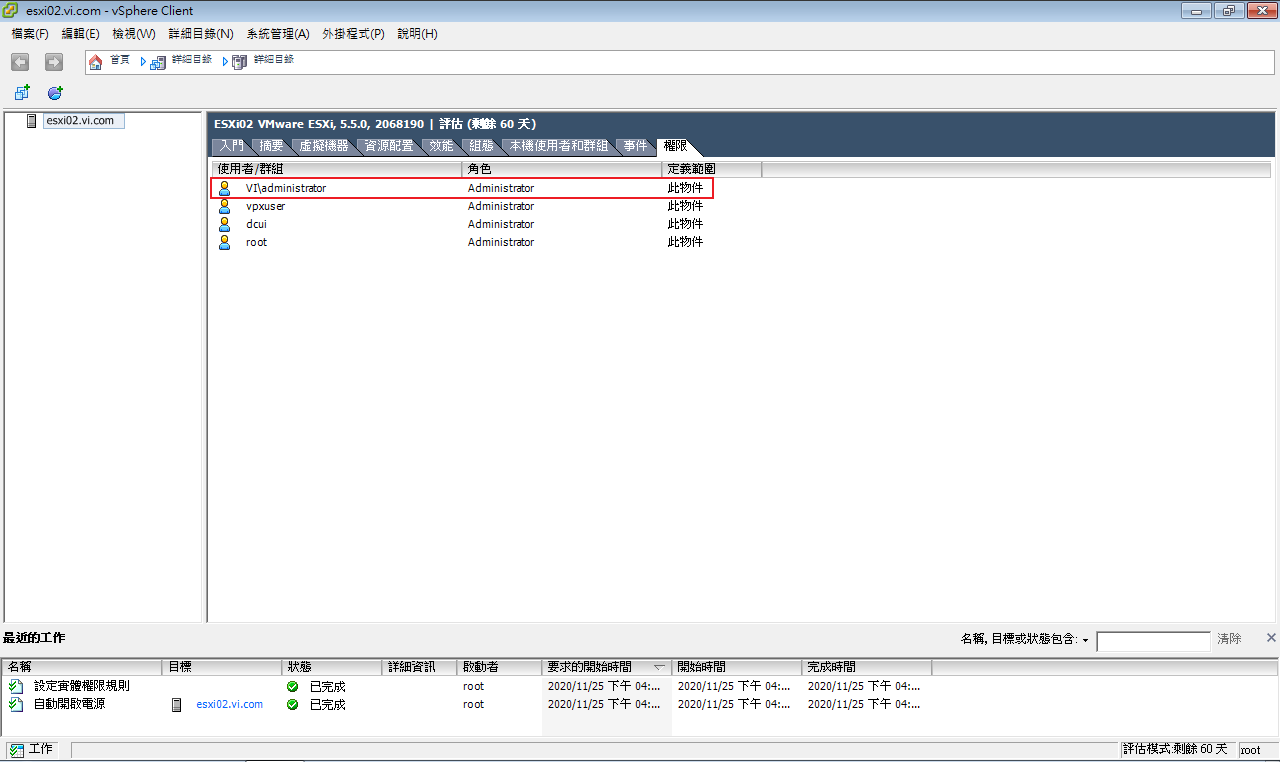 esxi02.vi.com - vSphere Client
檔案(F) 編輯(E) 檢視(W) 詳細目錄(N) 系統管理(A) 外掛程式(P) 說明(H)
首頁 詳細目錄 詳細目錄
esxi02.vi.com
ESXi02 VMware ESXi, 5.5.0, 2068190 | 評估 (剩餘 60 天)
入門 摘要 虛擬機器 資源配置 效能 組態 本機使用者和群組 事件 權限
使用者/群組 角色 定義範圍
VI\administrator Administrator 此物件
vpxuser Administrator 此物件
dcui Administrator 此物件
root Administrator 此物件
最近的工作 名稱, 目標或狀態包含: 清除
名稱 目標 狀態 詳細資訊 啟動者 要求的開始時間 開始時間 完成時間
設定實體權限規則 已完成 root 2020/11/25 下午 04:... 2020/11/25 下午 04:... 2020/11/25 下午 04:...
自動開啟電源 esxi02.vi.com 已完成 root 2020/11/25 下午 04:... 2020/11/25 下午 04:... 2020/11/25 下午 04:...
工作 評估模式:剩餘 60 天 root